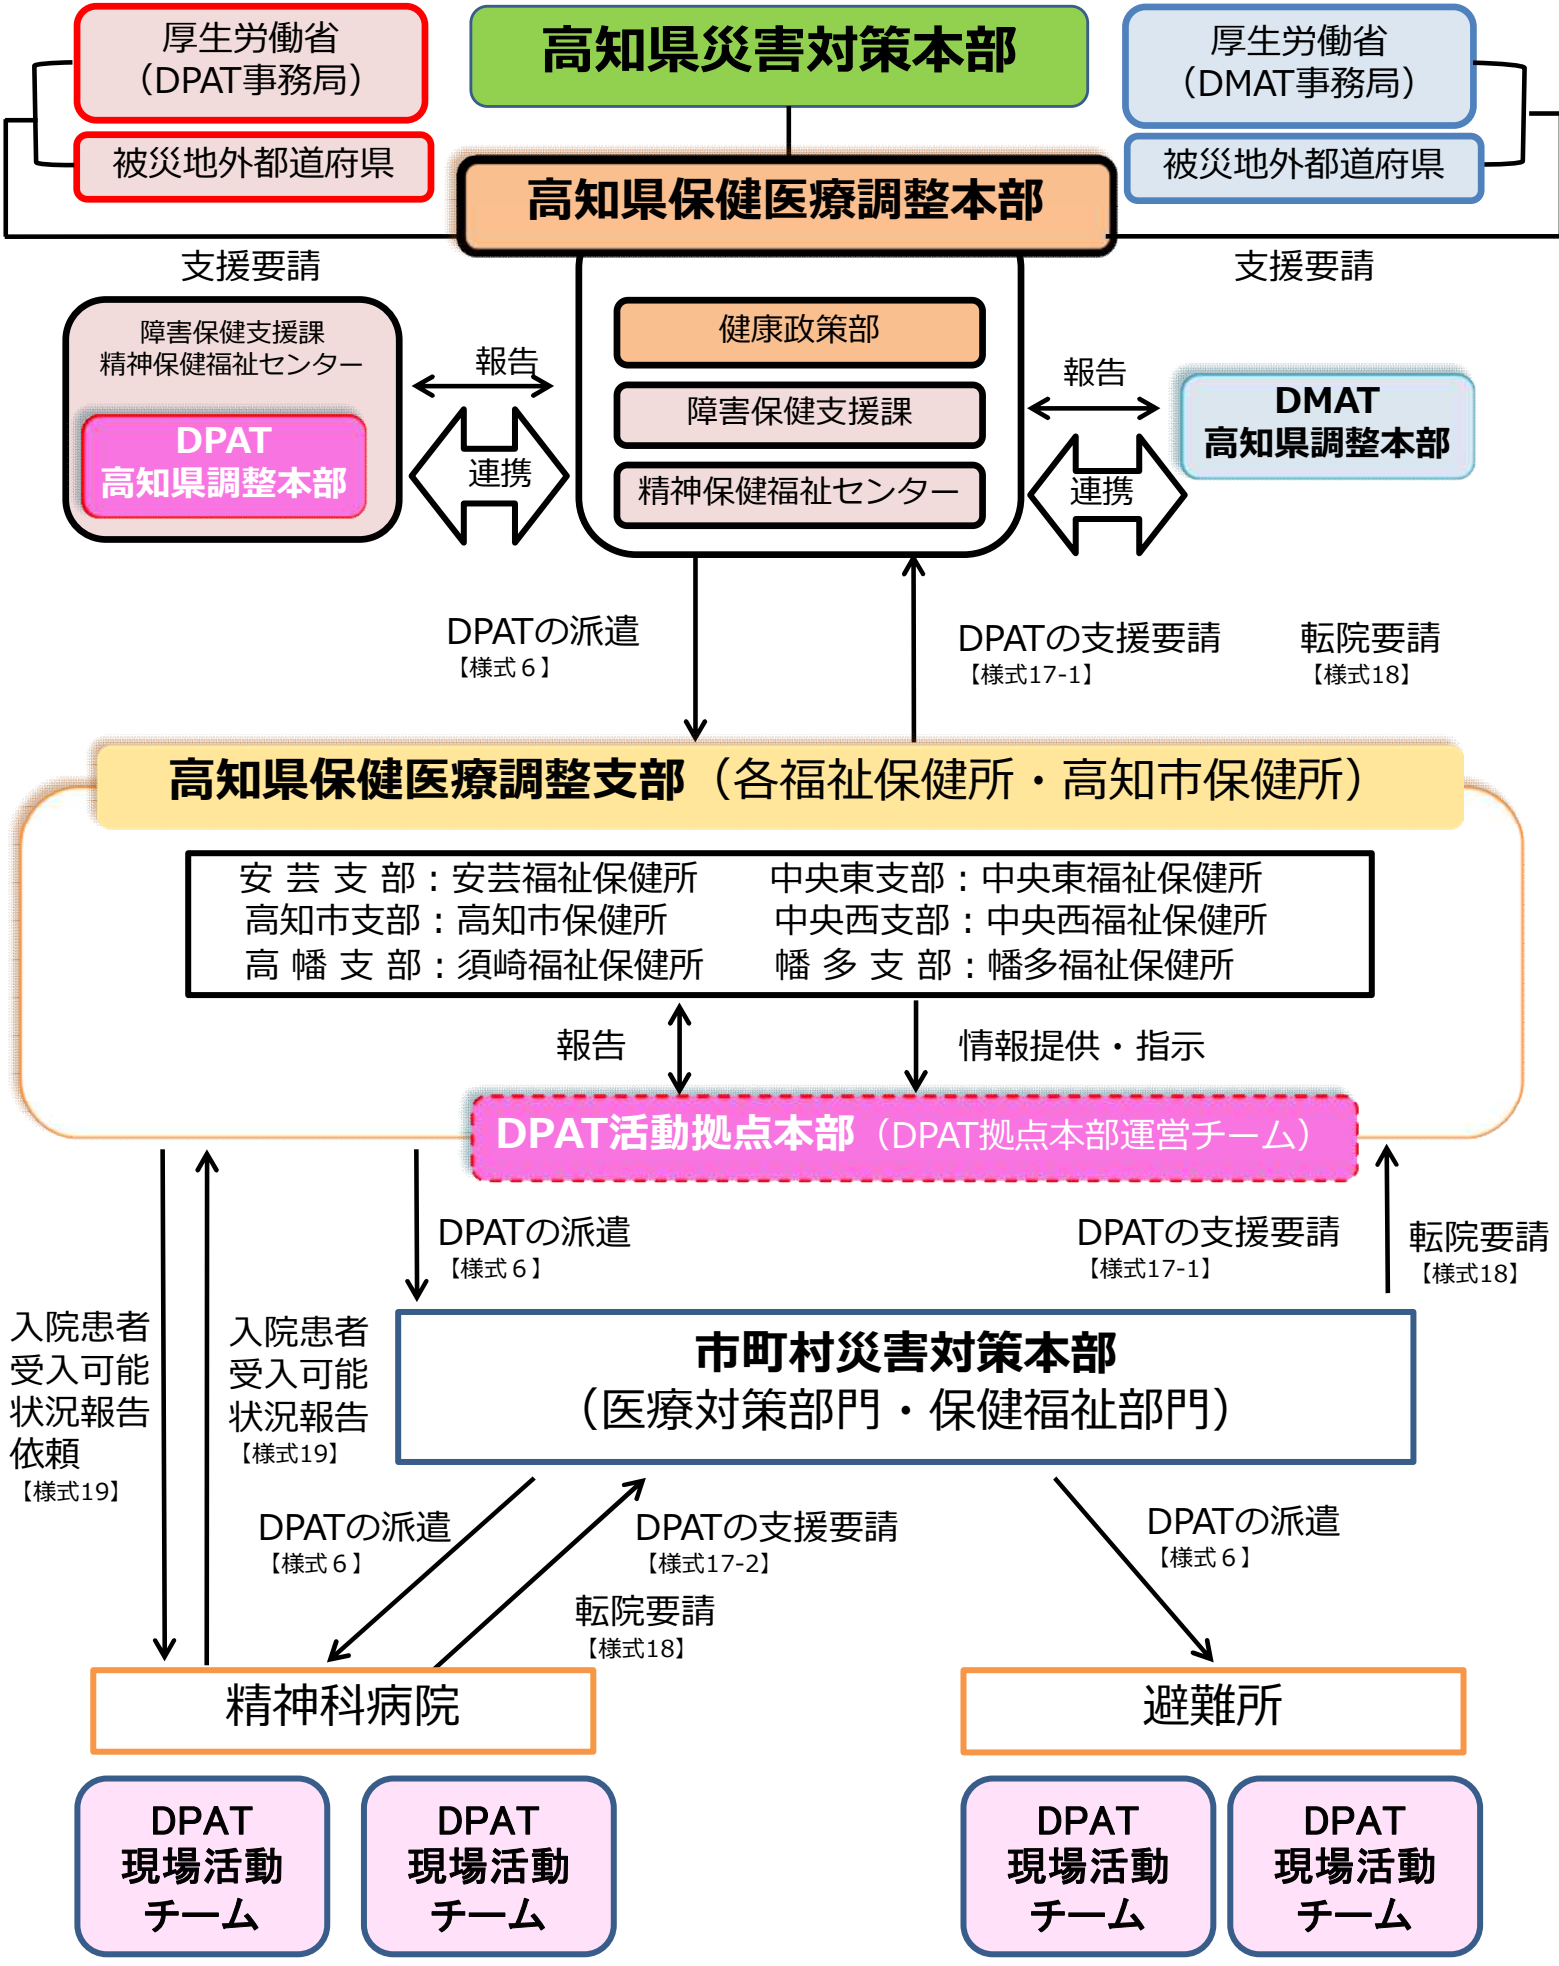 厚生労働省
（DPAT事務局）
被災地外都道府県
高知県災害対策本部
厚生労働省
（DMAT事務局）
被災地外都道府県
高知県保健医療調整本部
支援要請
支援要請
障害保健支援課
精神保健福祉センター
DPAT
高知県調整本部
報告
連携
健康政策部
障害保健支援課
精神保健福祉センター
報告
連携
DMAT
高知県調整本部
DPATの派遣
【様式６】
DPATの支援要請
【様式17-1】
転院要請
【様式18】
高知県保健医療調整支部（各福祉保健所・高知市保健所）
安 芸 支 部：安芸福祉保健所　中央東支部：中央東福祉保健所
高知市支部：高知市保健所　中央西支部：中央西福祉保健所
高 幡 支 部：須崎福祉保健所　幡 多 支 部：幡多福祉保健所
報告
情報提供・指示
DPAT活動拠点本部（DPAT拠点本部運営チーム）
DPATの派遣
【様式６】
DPATの支援要請
【様式17-1】
転院要請
【様式18】
入院患者
受入可能
状況報告
依頼
【様式19】
入院患者
受入可能
状況報告
【様式19】
市町村災害対策本部
（医療対策部門・保健福祉部門）
DPATの派遣
【様式６】
DPATの支援要請
【様式17-2】
転院要請
【様式18】
DPATの派遣
【様式６】
精神科病院
避難所
DPAT
現場活動
チーム
DPAT
現場活動
チーム
DPAT
現場活動
チーム
DPAT
現場活動
チーム